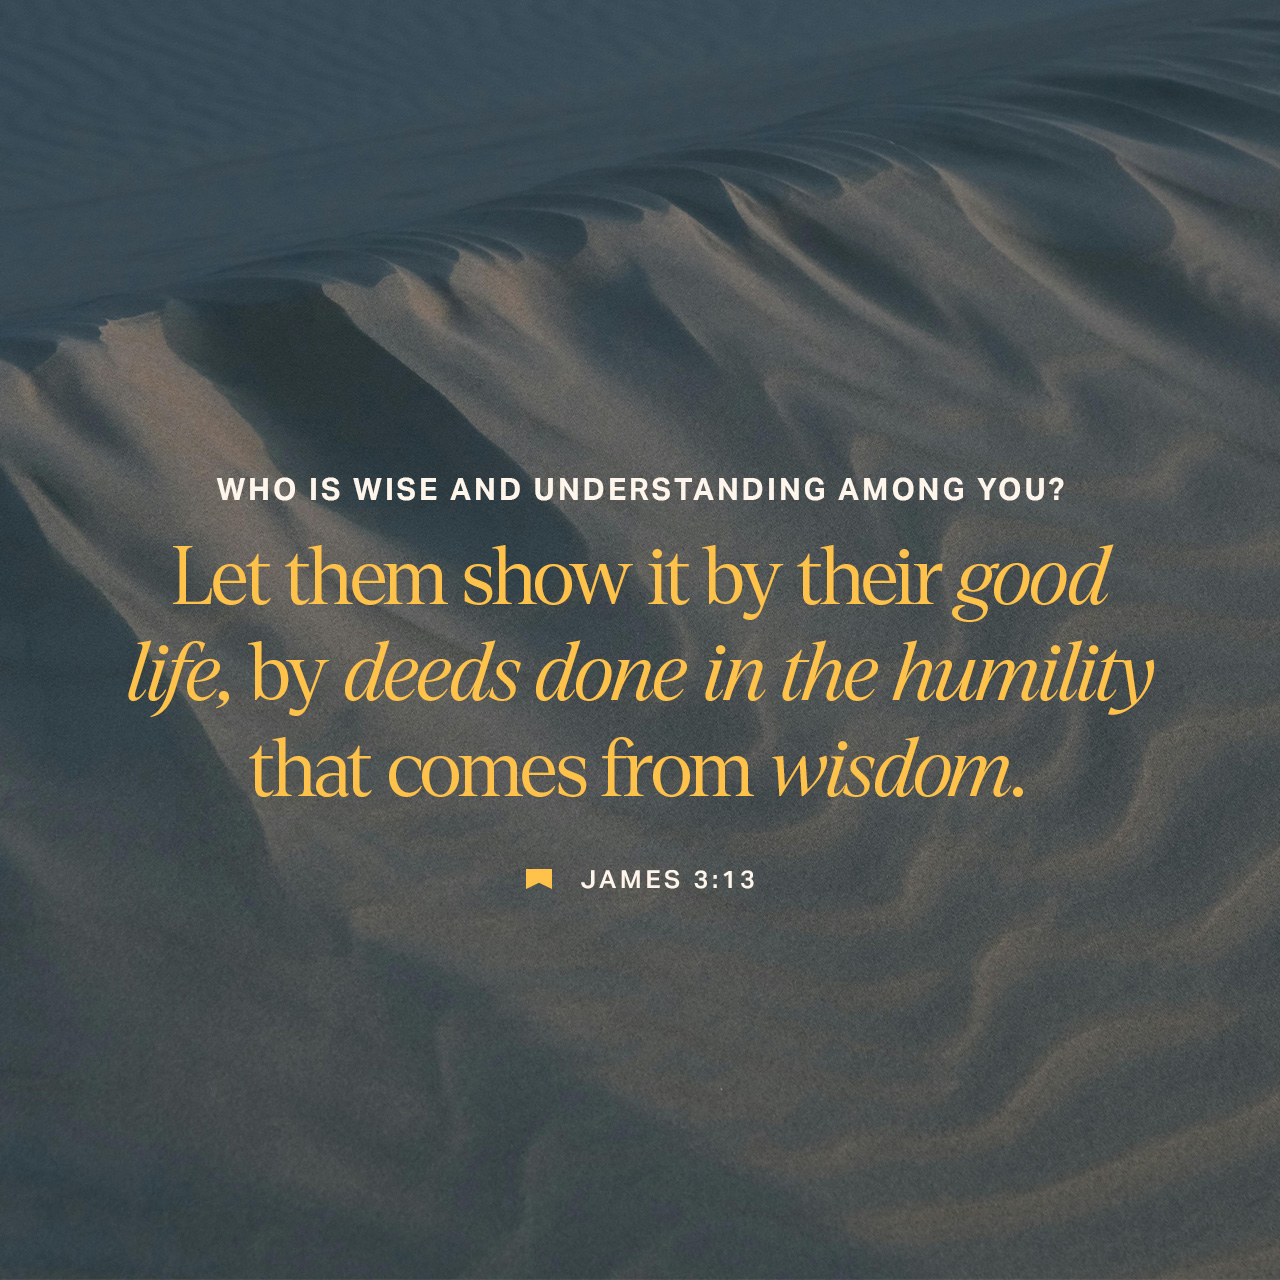 WHO IS WISE AND UNDERSTANDING AMONG YOU?
Let them show it by their good
life, by deeds done in the humility
that comes from wisdom.
JAMES 3:13